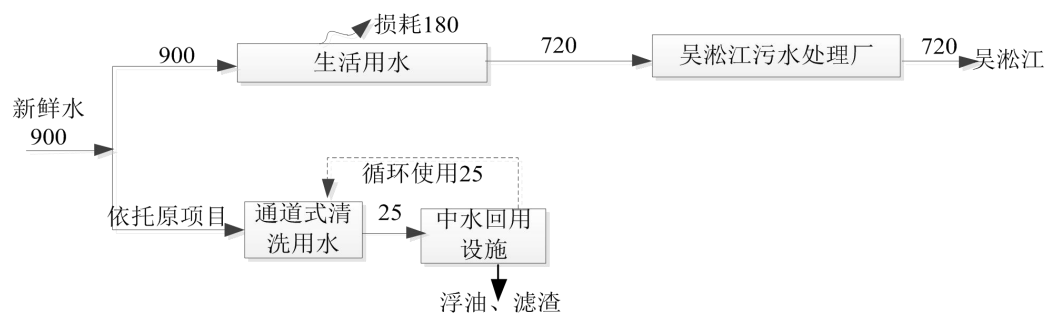 损耗180
900
生活用水
720
吴淞江污水处理厂
720
吴淞江
新鲜水
900
循环使用25
依托原项目
通道式清
洗用水
25
中水回用
设施
浮油、滤渣